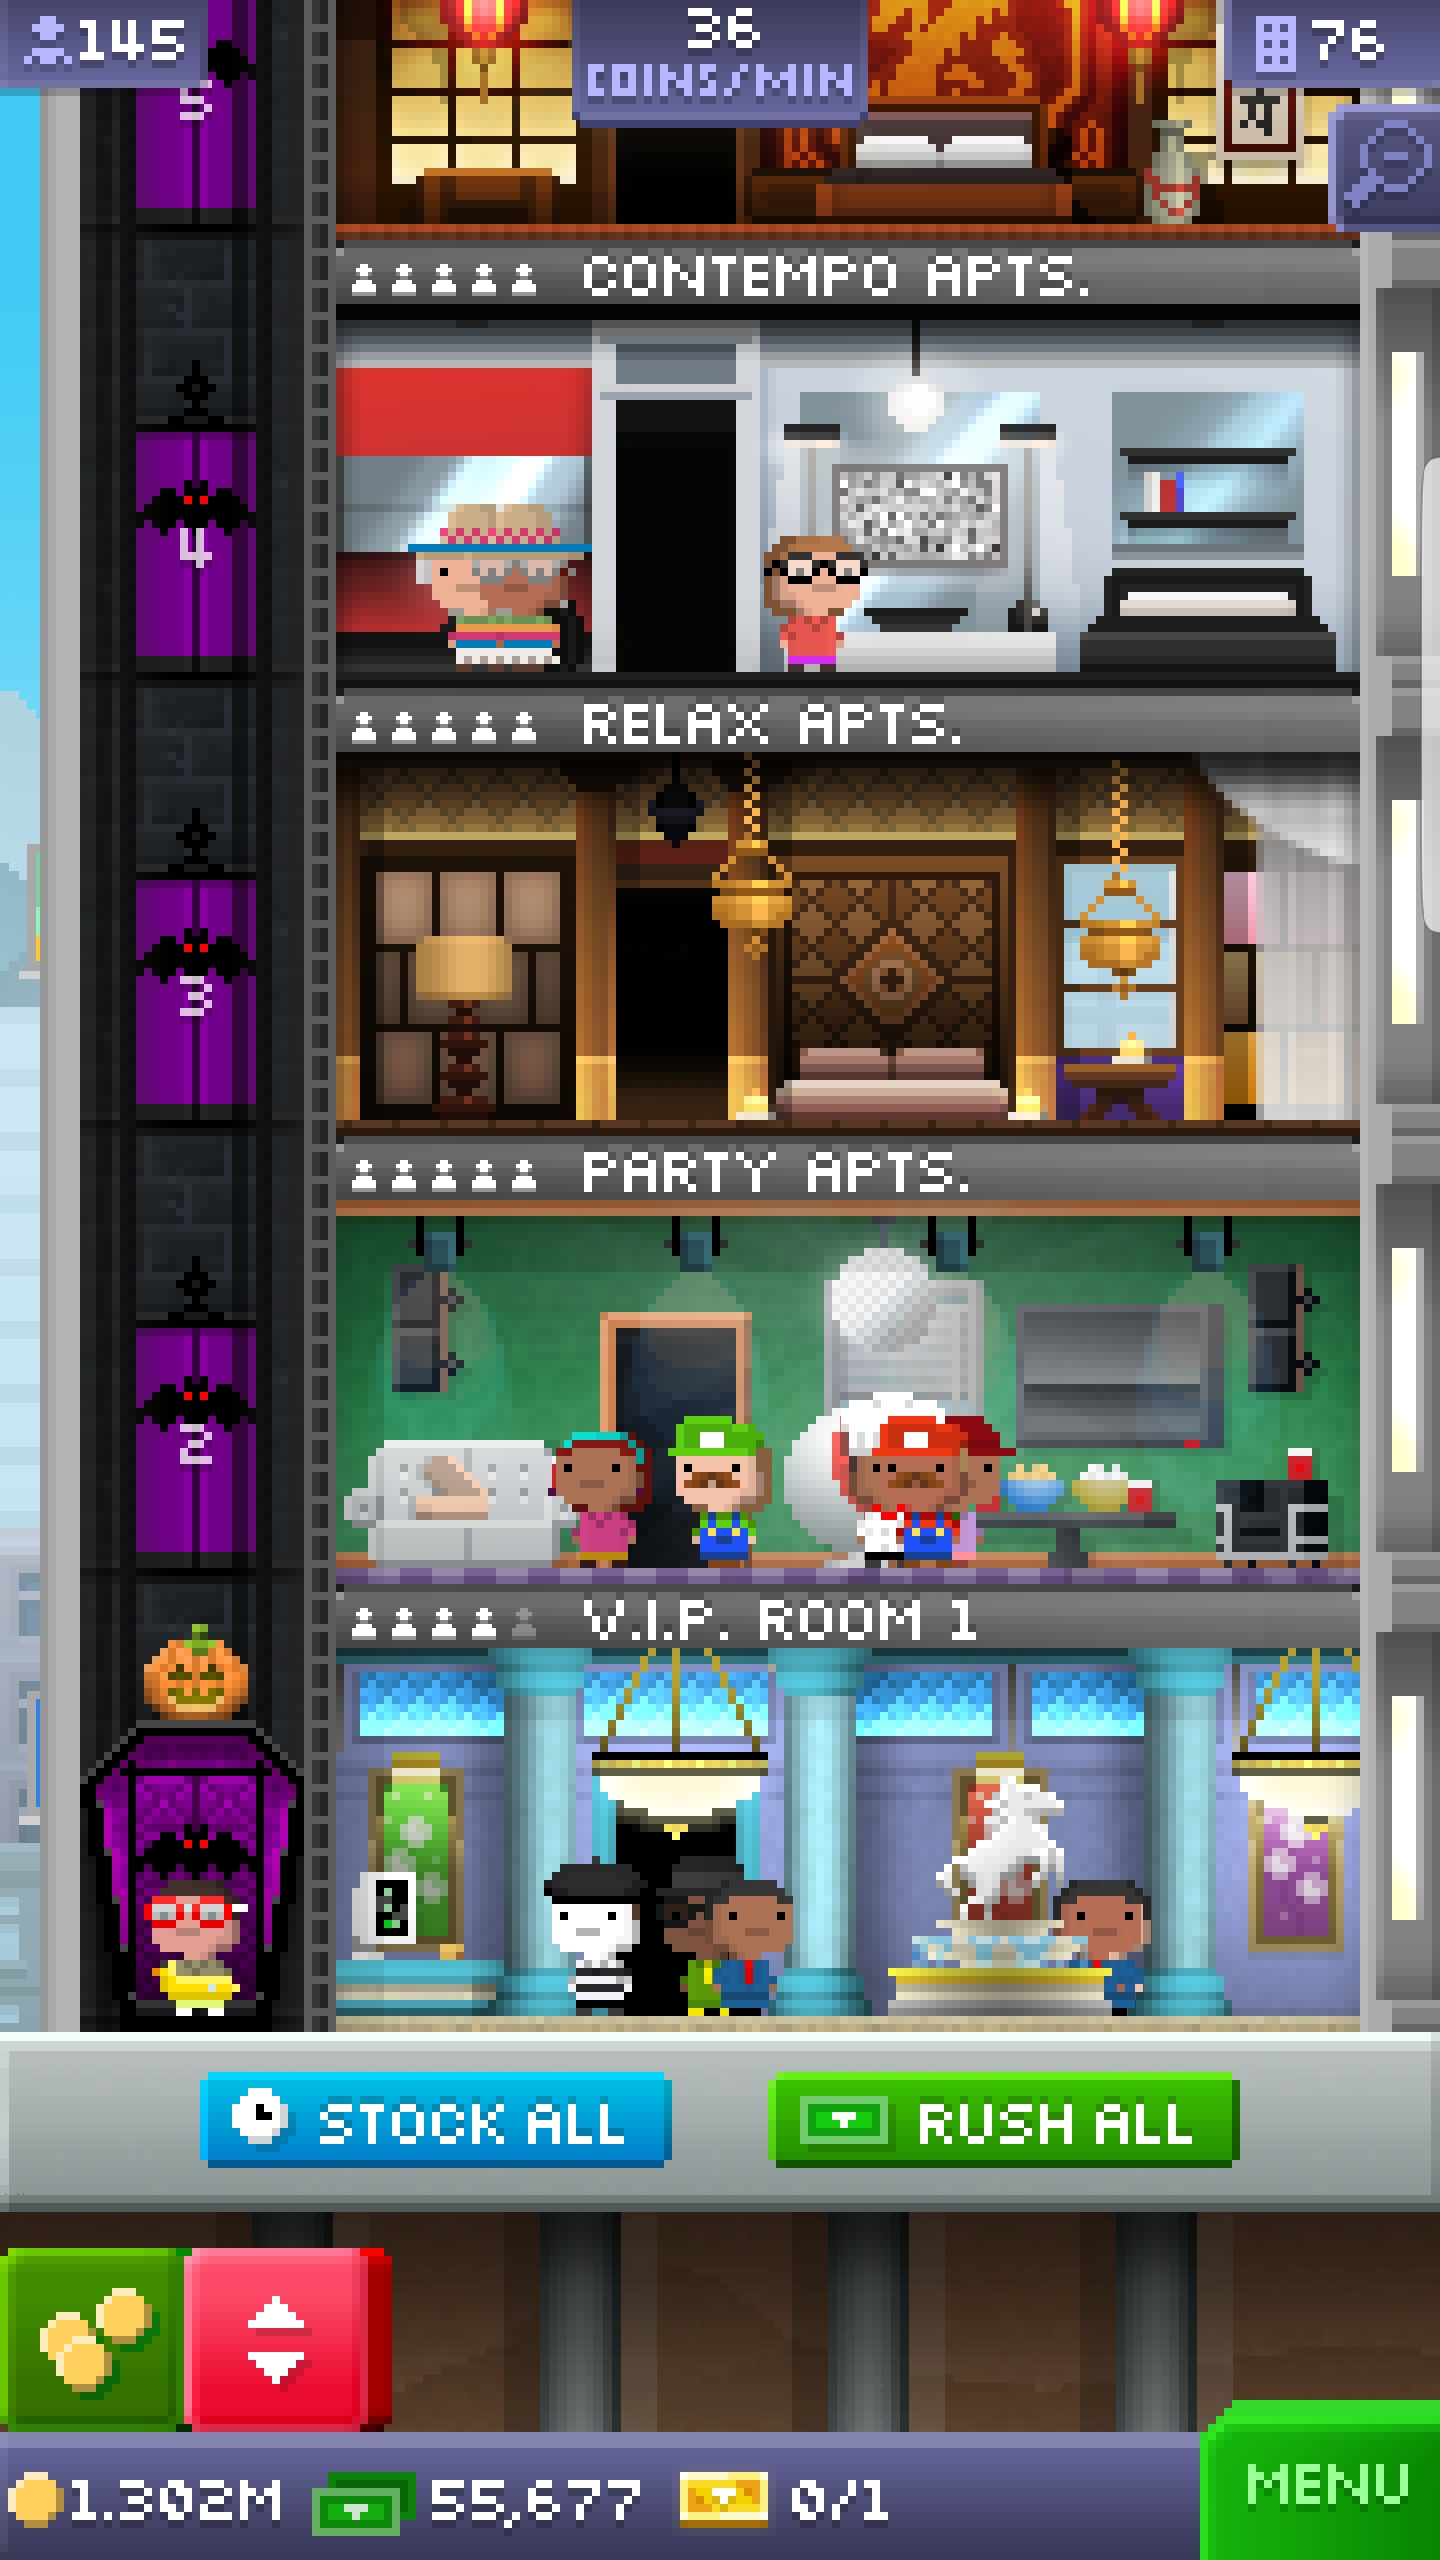 145
36
COINS/MIN
76
5
CONTEMPO APTS.
4
RELAX APTS.
3
PARTY APTS.
2
V.I.P. ROOM 1
STOCK ALL
RUSH ALL
1.302M
55,677
0/1
MENU